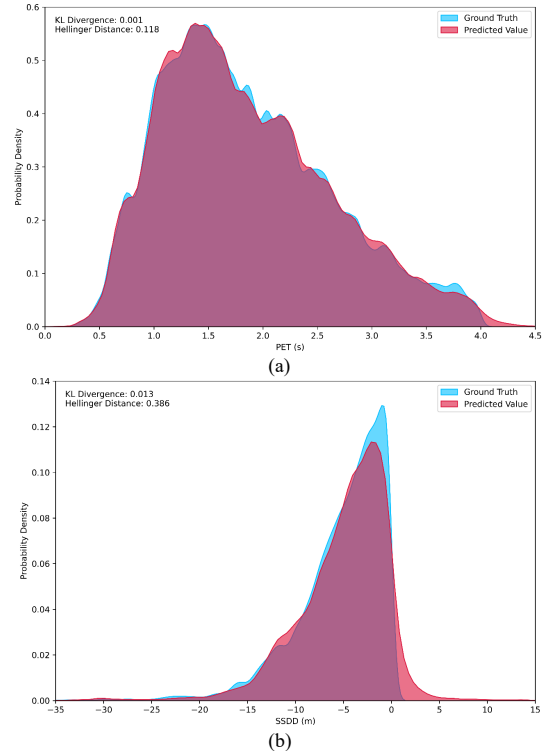 KL Divergence: 0.001
Hellinger Distance: 0.118
Ground Truth
Predicted Value
Probability Density
0.6
0.5
0.4
0.3
0.2
0.1
0.0
0.0 0.5 1.0 1.5 2.0 2.5 3.0 3.5 4.0 4.5
PET (s)
(a)
KL Divergence: 0.013
Hellinger Distance: 0.386
Ground Truth
Predicted Value
Probability Density
0.14
0.12
0.10
0.08
0.06
0.04
0.02
0.00
−35 −30 −25 −20 −15 −10 −5 0 5 10 15
SSDD (m)
(b)